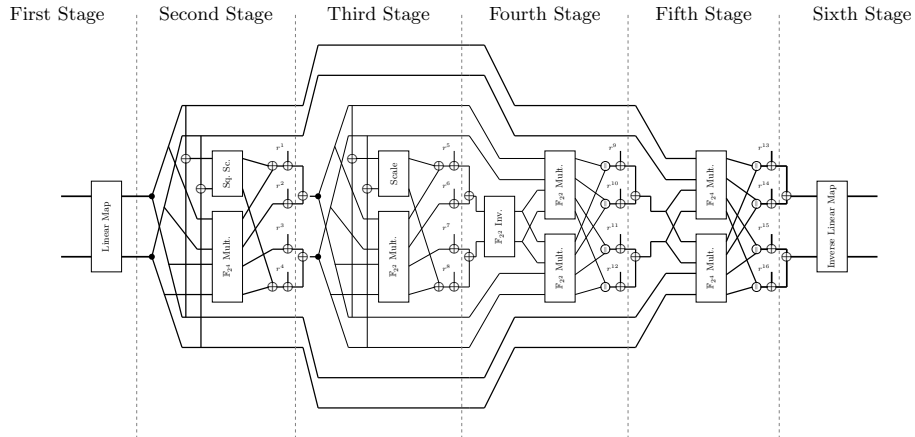 First Stage Second Stage Third Stage Fourth Stage Fifth Stage Sixth Stage
Linear Map
Sq. Sc.
𝔽₂⁴ Mult.
r¹
r²
r³
r⁴
Scale
𝔽₂² Mult.
r⁵
r⁶
r⁷
r⁸
𝔽₂² Inv.
𝔽₂² Mult.
𝔽₂² Mult.
r⁹
r¹⁰
r¹¹
r¹²
𝔽₂⁴ Mult.
𝔽₂⁴ Mult.
r¹³
r¹⁴
r¹⁵
r¹⁶
Inverse Linear Map